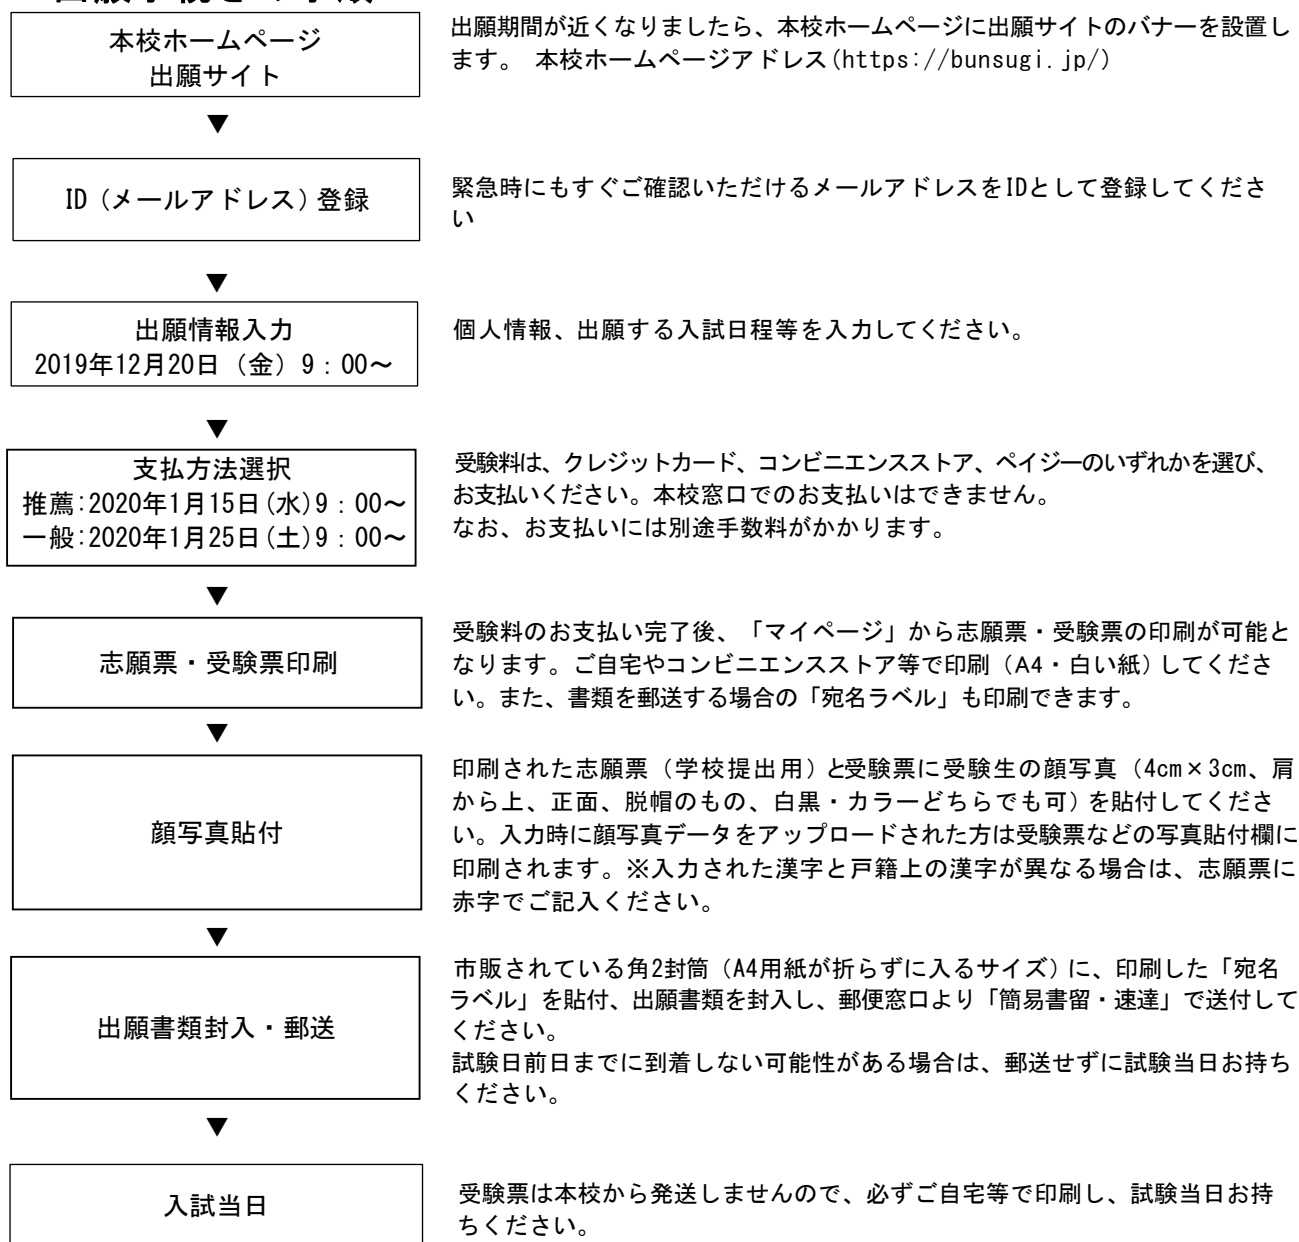 本校ホームページ
出願サイト
出願期間が近くなりましたら、本校ホームページに出願サイトのバナーを設置し
ます。 本校ホームページアドレス(https://bunsugi.jp/)
▼
ID（メールアドレス）登録
緊急時にもすぐご確認いただけるメールアドレスをIDとして登録してくださ
い
▼
出願情報入力
2019年12月20日（金）9：00～
個人情報、出願する入試日程等を入力してください。
▼
支払方法選択
推薦:2020年1月15日(水)9：00～
一般:2020年1月25日(土)9：00～
受験料は、クレジットカード、コンビニエンスストア、ペイジーのいずれかを選び、
お支払いください。本校窓口でのお支払いはできません。
なお、お支払いには別途手数料がかかります。
▼
志願票・受験票印刷
受験料のお支払い完了後、「マイページ」から志願票・受験票の印刷が可能と
なります。ご自宅やコンビニエンスストア等で印刷（A4・白い紙）してくださ
い。また、書類を郵送する場合の「宛名ラベル」も印刷できます。
▼
顔写真貼付
印刷された志願票（学校提出用）と受験票に受験生の顔写真（4cm×3cm、肩
から上、正面、脱帽のもの、白黒・カラーどちらでも可）を貼付してくださ
い。入力時に顔写真データをアップロードされた方は受験票などの写真貼付欄に
印刷されます。※入力された漢字と戸籍上の漢字が異なる場合は、志願票に
赤字でご記入ください。
▼
出願書類封入・郵送
市販されている角2封筒（A4用紙が折らずに入るサイズ）に、印刷した「宛名
ラベル」を貼付、出願書類を封入し、郵便窓口より「簡易書留・速達」で送付して
ください。
試験日前日までに到着しない可能性がある場合は、郵送せずに試験当日お持ち
ください。
▼
入試当日
受験票は本校から発送しませんので、必ずご自宅等で印刷し、試験当日お持
ちください。